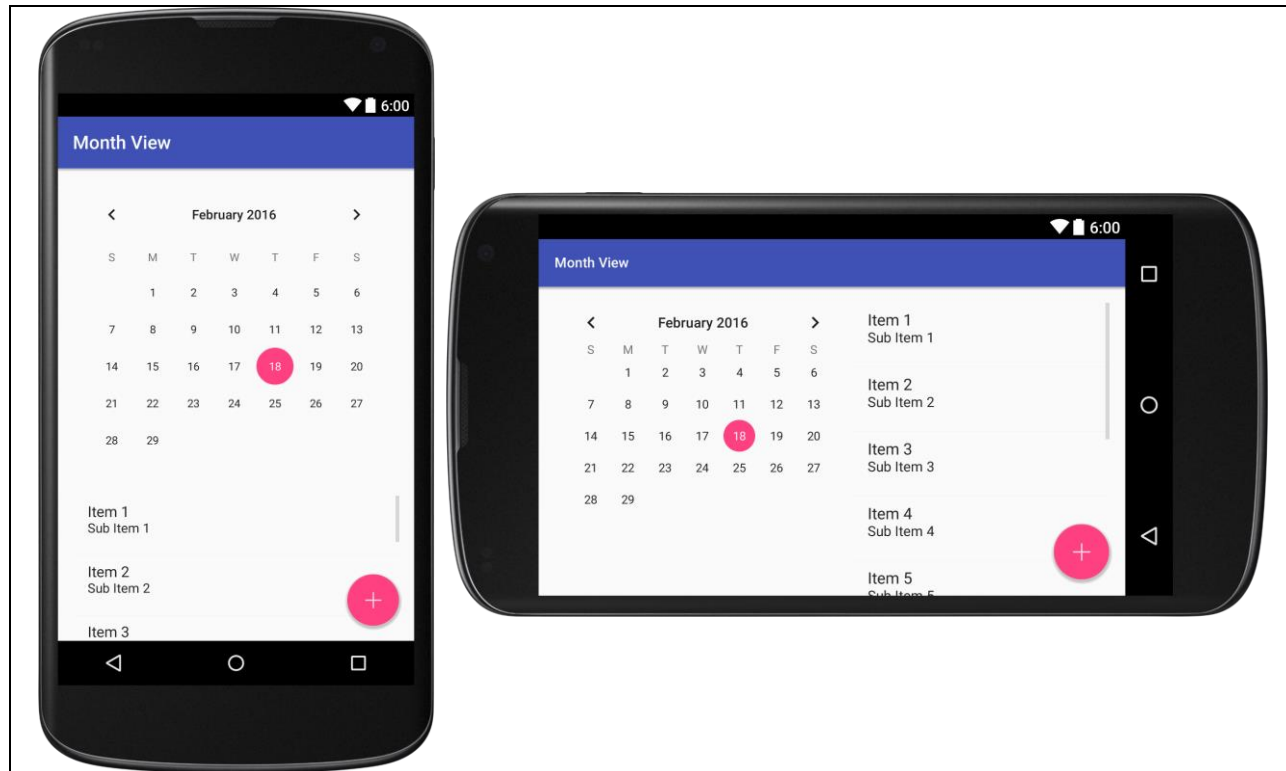 6:00
Month View
February 2016
S M T W T F S
1 2 3 4 5 6
7 8 9 10 11 12 13
14 15 16 17 18 19 20
21 22 23 24 25 26 27
28 29
Item 1
Sub Item 1
Item 2
Sub Item 2
Item 3
6:00
Month View
February 2016
S M T W T F S
1 2 3 4 5 6
7 8 9 10 11 12 13
14 15 16 17 18 19 20
21 22 23 24 25 26 27
28 29
Item 1
Sub Item 1
Item 2
Sub Item 2
Item 3
Sub Item 3
Item 4
Sub Item 4
Item 5
Sub Item 5